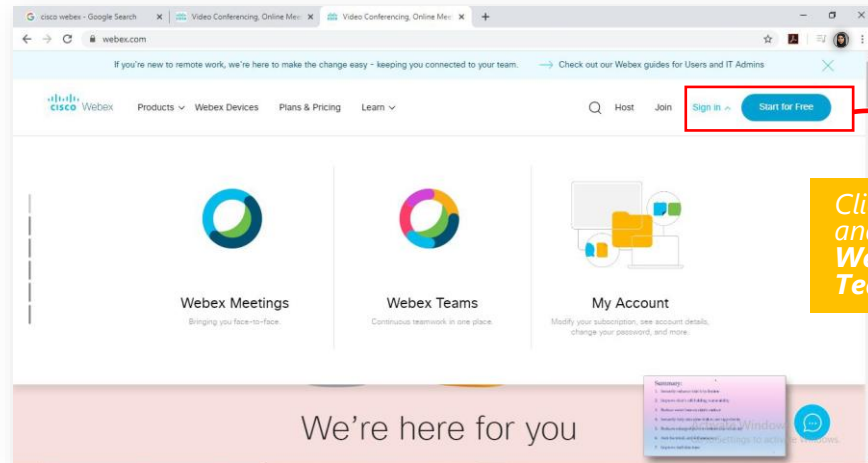 cisco webex - Google Search
Video Conferencing, Online Mee
Video Conferencing, Online Mee
webex.com
If you're new to remote work, we're here to make the change easy - keeping you connected to your team. Check out our Webex guides for Users and IT Admins
CISCO Webex Products Webex Devices Plans & Pricing Learn Host Join Sign in Start for Free
Cli
an
We
Te
Webex Meetings
Bringing you face-to-face.
Webex Teams
Continuous teamwork in one place.
My Account
Modify your subscription, see account details,
change your password, and more.
We're here for you
Summary: